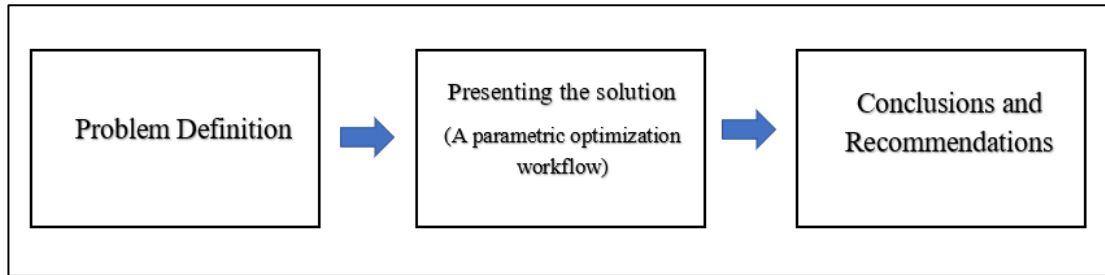 Problem Definition
Presenting the solution
(A parametric optimization
workflow)
Conclusions and
Recommendations